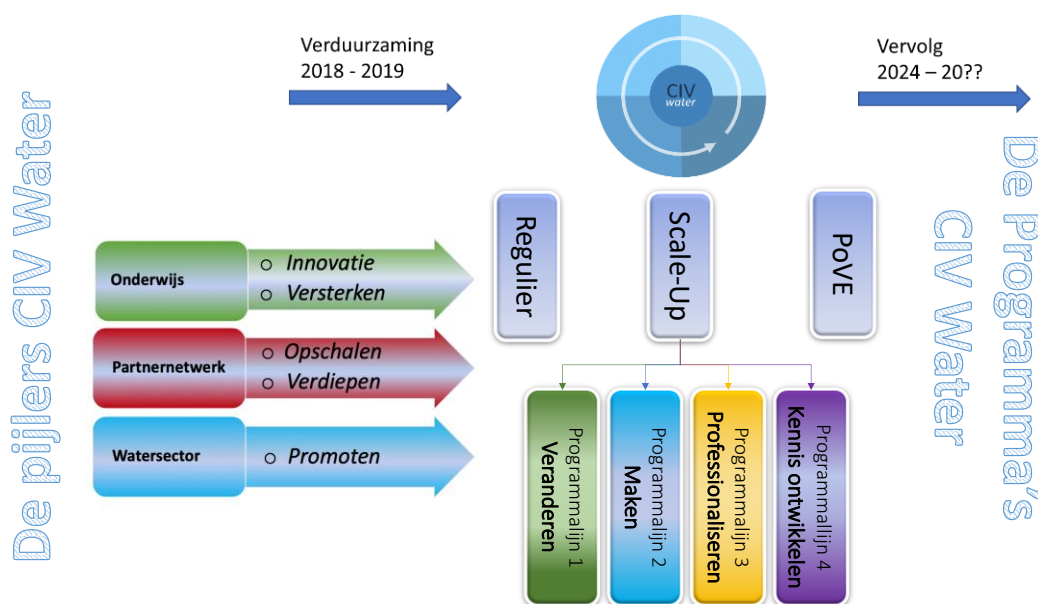 De pijlers CIV Water
Verduurzaming
2018 - 2019
CIV
water
Vervolg
2024 – 20??
De Programma's
CIV Water
Onderwijs
o Innovatie
o Versterken
Partnernetwerk
o Opschalen
o Verdiepen
Watersector
o Promoten
Regulier
Scale-Up
PoVE
Programmalijn 1
Veranderen
Programmalijn 2
Maken
Programmalijn 3
Professionaliseren
Programmallijn 4
Kennis ontwikkelen